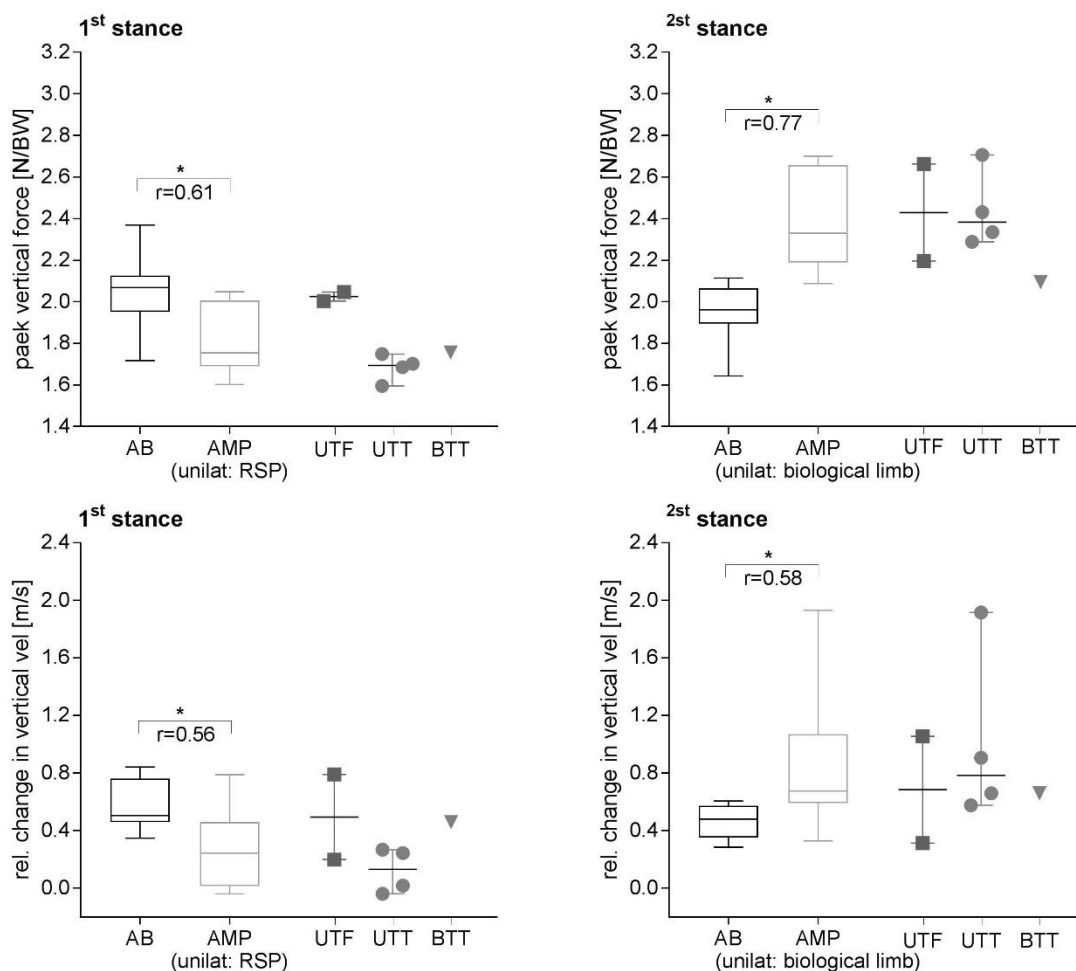 1st stance
paek vertical force [N/BW]
3.2
3.0
2.8
2.6
2.4
2.2
2.0
1.8
1.6
1.4
*
r=0.61
AB AMP UTF UTT BTT
(unilat: RSP)
2st stance
paek vertical force [N/BW]
3.2
3.0
2.8
2.6
2.4
2.2
2.0
1.8
1.6
1.4
*
r=0.77
AB AMP UTF UTT BTT
(unilat: biological limb)
1st stance
rel. change in vertical vel [m/s]
2.4
2.0
1.6
1.2
0.8
0.4
0.0
*
r=0.56
AB AMP UTF UTT BTT
(unilat: RSP)
2st stance
rel. change in vertical vel [m/s]
2.4
2.0
1.6
1.2
0.8
0.4
0.0
*
r=0.58
AB AMP UTF UTT BTT
(unilat: biological limb)